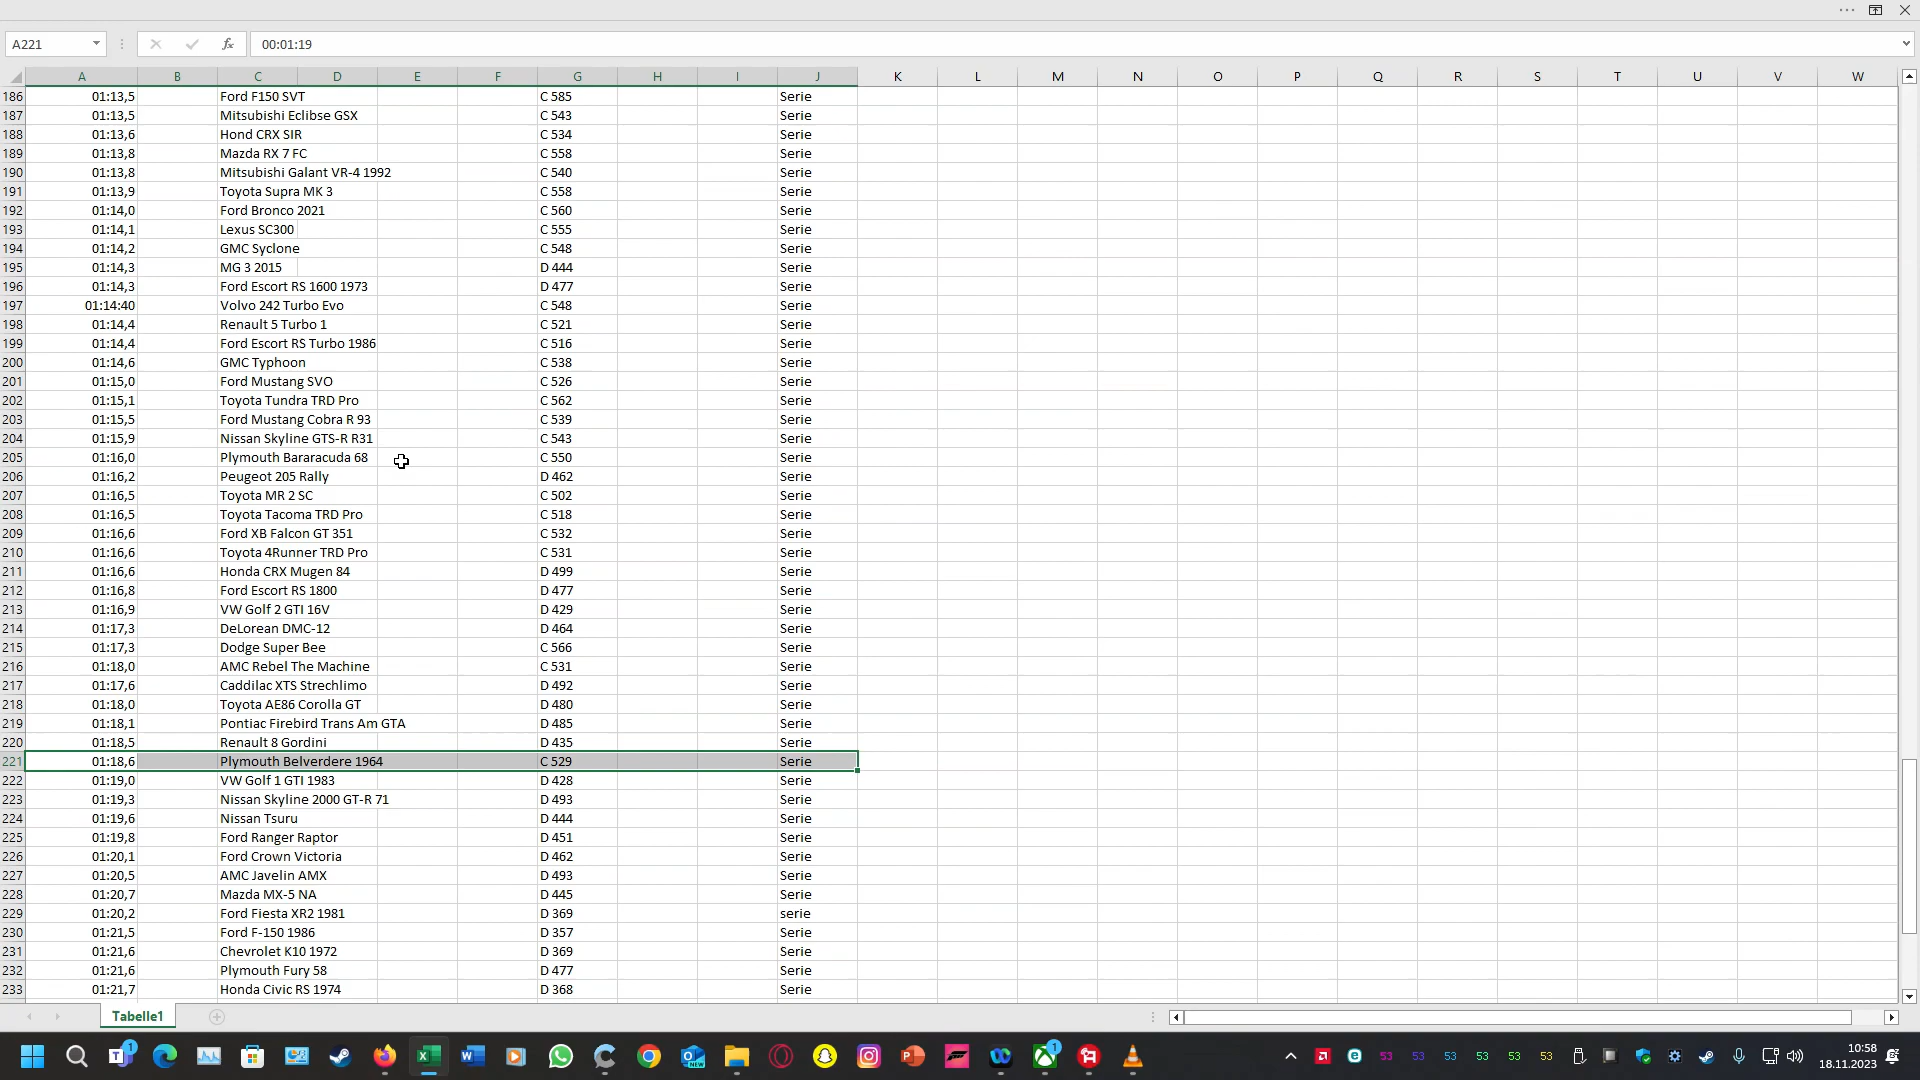 A221 00:01:19
A B C D E F G H I J K L M N O P Q R S T U V W
186 01:13,5 Ford F150 SVT C 585 Serie
187 01:13,5 Mitsubishi Eclibse GSX C 543 Serie
188 01:13,6 Hond CRX SIR C 534 Serie
189 01:13,8 Mazda RX 7 FC C 558 Serie
190 01:13,8 Mitsubishi Galant VR-4 1992 C 540 Serie
191 01:13,9 Toyota Supra MK 3 C 558 Serie
192 01:14,0 Ford Bronco 2021 C 560 Serie
193 01:14,1 Lexus SC300 C 555 Serie
194 01:14,2 GMC Syclone C 548 Serie
195 01:14,3 MG 3 2015 D 444 Serie
196 01:14,3 Ford Escort RS 1600 1973 D 477 Serie
197 01:14:40 Volvo 242 Turbo Evo C 548 Serie
198 01:14,4 Renault 5 Turbo 1 C 521 Serie
199 01:14,4 Ford Escort RS Turbo 1986 C 516 Serie
200 01:14,6 GMC Typhoon C 538 Serie
201 01:15,0 Ford Mustang SVO C 526 Serie
202 01:15,1 Toyota Tundra TRD Pro C 562 Serie
203 01:15,5 Ford Mustang Cobra R 93 C 539 Serie
204 01:15,9 Nissan Skyline GTS-R R31 C 543 Serie
205 01:16,0 Plymouth Bararacuda 68 C 550 Serie
206 01:16,2 Peugeot 205 Rally D 462 Serie
207 01:16,5 Toyota MR 2 SC C 502 Serie
208 01:16,5 Toyota Tacoma TRD Pro C 518 Serie
209 01:16,6 Ford XB Falcon GT 351 C 532 Serie
210 01:16,6 Toyota 4Runner TRD Pro C 531 Serie
211 01:16,6 Honda CRX Mugen 84 D 499 Serie
212 01:16,8 Ford Escort RS 1800 D 477 Serie
213 01:16,9 VW Golf 2 GTI 16V D 429 Serie
214 01:17,3 DeLorean DMC-12 D 464 Serie
215 01:17,3 Dodge Super Bee C 566 Serie
216 01:18,0 AMC Rebel The Machine C 531 Serie
217 01:17,6 Caddilac XTS Strechlimo D 492 Serie
218 01:18,0 Toyota AE86 Corolla GT D 480 Serie
219 01:18,1 Pontiac Firebird Trans Am GTA D 485 Serie
220 01:18,5 Renault 8 Gordini D 435 Serie
221 01:18,6 Plymouth Belverdere 1964 C 529 Serie
222 01:19,0 VW Golf 1 GTI 1983 D 428 Serie
223 01:19,3 Nissan Skyline 2000 GT-R 71 D 493 Serie
224 01:19,6 Nissan Tsuru D 444 Serie
225 01:19,8 Ford Ranger Raptor D 451 Serie
226 01:20,1 Ford Crown Victoria D 462 Serie
227 01:20,5 AMC Javelin AMX D 493 Serie
228 01:20,7 Mazda MX-5 NA D 445 Serie
229 01:20,2 Ford Fiesta XR2 1981 D 369 serie
230 01:21,5 Ford F-150 1986 D 357 Serie
231 01:21,6 Chevrolet K10 1972 D 369 Serie
232 01:21,6 Plymouth Fury 58 D 477 Serie
233 01:21,7 Honda Civic RS 1974 D 368 Serie
Tabelle1
1 1 53 53 53 53 53 53 10:58
18.11.2023